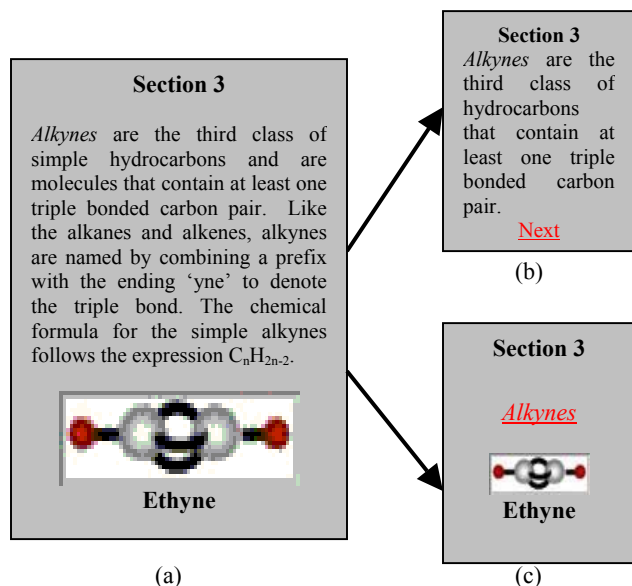 Section 3
Alkynes are the third class of
simple hydrocarbons and are
molecules that contain at least one
triple bonded carbon pair. Like
the alkanes and alkenes, alkynes
are named by combining a prefix
with the ending ‘yne’ to denote
the triple bond. The chemical
formula for the simple alkynes
follows the expression CₙH₂ₙ₋₂.
Ethyne
(a)
Section 3
Alkynes are the
third class of
hydrocarbons
that contain at
least one triple
bonded carbon
pair.
Next
(b)
Section 3
Alkynes
Ethyne
(c)